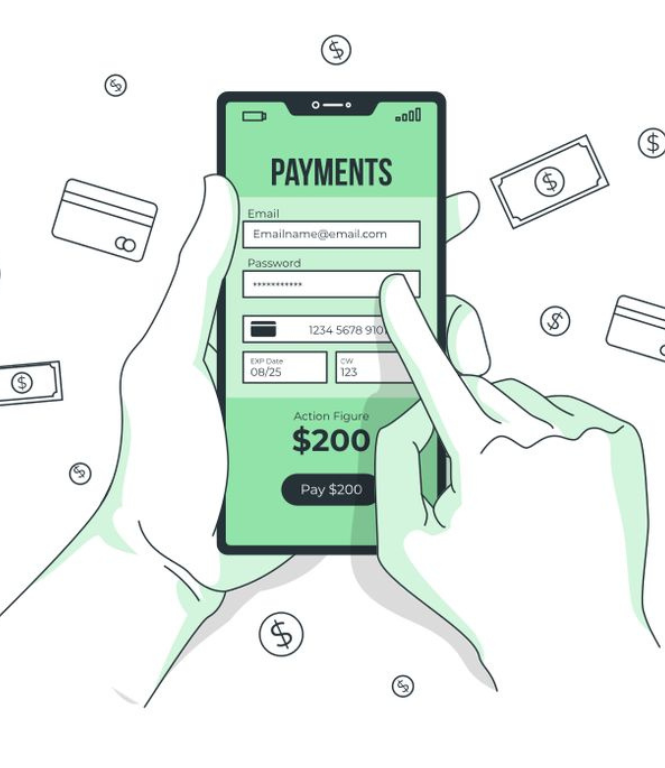 PAYMENTS
Email
Emailname@email.com
Password
***********
1234 5678 910
EXP Date
CW
08/25
123
Action Figure
$200
Pay $200
$
$
$
$
$
$
$
$
$